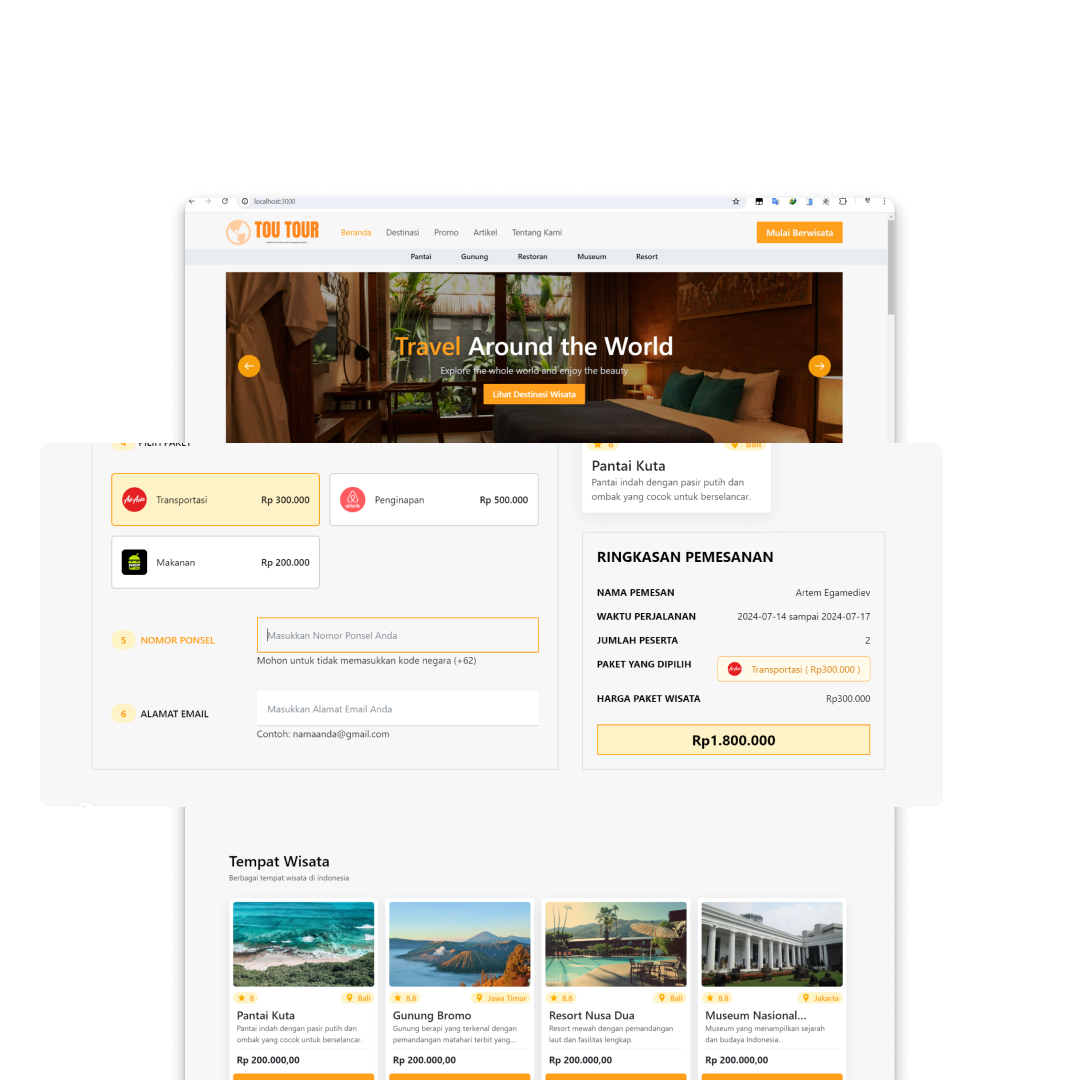 localhost:3000
TOU TOUR
Beranda Destinasi Promo Artikel Tentang Kami
Mulai Berwisata
Pantai Gunung Restoran Museum Resort
Travel Around the World
Explore the whole world and enjoy the beauty
Lihat Destinasi Wisata
4 PILIH PAKET
AirAsia
Transportasi Rp 300.000
airbnb
Penginapan Rp 500.000
Makanan Rp 200.000
5 NOMOR PONSEL
Masukkan Nomor Ponsel Anda
Mohon untuk tidak memasukkan kode negara (+62)
6 ALAMAT EMAIL
Masukkan Alamat Email Anda
Contoh: namaanda@gmail.com
8 Bali
Pantai Kuta
Pantai indah dengan pasir putih dan
ombak yang cocok untuk berselancar.
RINGKASAN PEMESANAN
NAMA PEMESAN Artem Egamediev
WAKTU PERJALANAN 2024-07-14 sampai 2024-07-17
JUMLAH PESERTA 2
PAKET YANG DIPILIH Transportasi ( Rp300.000 )
HARGA PAKET WISATA Rp300.000
Rp1.800.000
Tempat Wisata
Berbagai tempat wisata di indonesia
8 Bali
Pantai Kuta
Pantai indah dengan pasir putih dan
ombak yang cocok untuk berselancar.
Rp 200.000,00
8.8 Jawa Timur
Gunung Bromo
Gunung berapi yang terkenal dengan
pemandangan matahari terbit yang...
Rp 200.000,00
8.8 Bali
Resort Nusa Dua
Resort mewah dengan pemandangan
laut dan fasilitas lengkap.
Rp 200.000,00
8.8 Jakarta
Museum Nasional...
Museum yang menampilkan sejarah
dan budaya Indonesia.
Rp 200.000,00